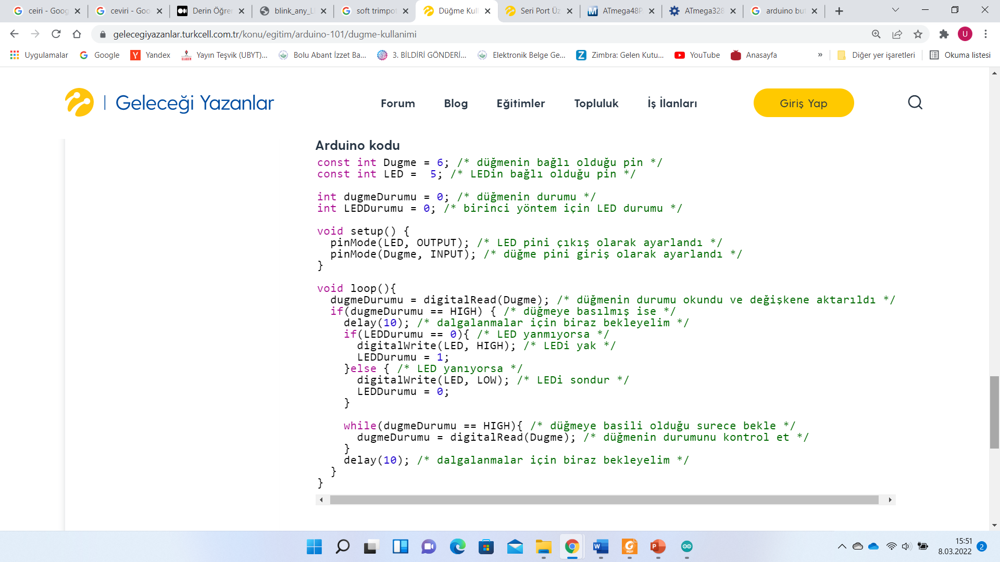 ceiri - Goog
ceviri - Goo
Derin Öğre
blink_any_L
soft trimpot
Düğme Kull
Seri Port Üz
ATmega48P
ATmega328
arduino but
gelecegiyazanlar.turkcell.com.tr/konu/egitim/arduino-101/dugme-kullanimi
U
Uygulamalar
Google
Yandex
Yayın Teşvik (UBYT)...
Bolu Abant İzzet Ba...
3. BİLDİRİ GÖNDERİ...
Elektronik Belge Ge...
Zimbra: Gelen Kutu...
YouTube
Anasayfa
»
Diğer yer işaretleri
Okuma listesi
Geleceği Yazanlar
Forum
Blog
Eğitimler
Topluluk
İş İlanları
Giriş Yap
Arduino kodu
const int Dugme = 6; /* düğmenin bağlı olduğu pin */
const int LED =  5; /* LEDin bağlı olduğu pin */
int dugmeDurumu = 0; /* düğmenin durumu */
int LEDDurumu = 0; /* birinci yöntem için LED durumu */
void setup() {
  pinMode(LED, OUTPUT); /* LED pini çıkış olarak ayarlandı */
  pinMode(Dugme, INPUT); /* düğme pini giriş olarak ayarlandı */
}
void loop(){
  dugmeDurumu = digitalRead(Dugme); /* düğmenin durumu okundu ve değişkene aktarıldı */
  if(dugmeDurumu == HIGH) { /* düğmeye basılmış ise */
    delay(10); /* dalgalanmalar için biraz bekleyelim */
    if(LEDDurumu == 0){ /* LED yanmıyorsa */
      digitalWrite(LED, HIGH); /* LEDi yak */
      LEDDurumu = 1;
    }else { /* LED yanıyorsa */
      digitalWrite(LED, LOW); /* LEDi sondur */
      LEDDurumu = 0;
    }
    while(dugmeDurumu == HIGH){ /* düğmeye basili olduğu surece bekle */
      dugmeDurumu = digitalRead(Dugme); /* düğmenin durumunu kontrol et */
    }
    delay(10); /* dalgalanmalar için biraz bekleyelim */
  }
}
15:51
8.03.2022
2